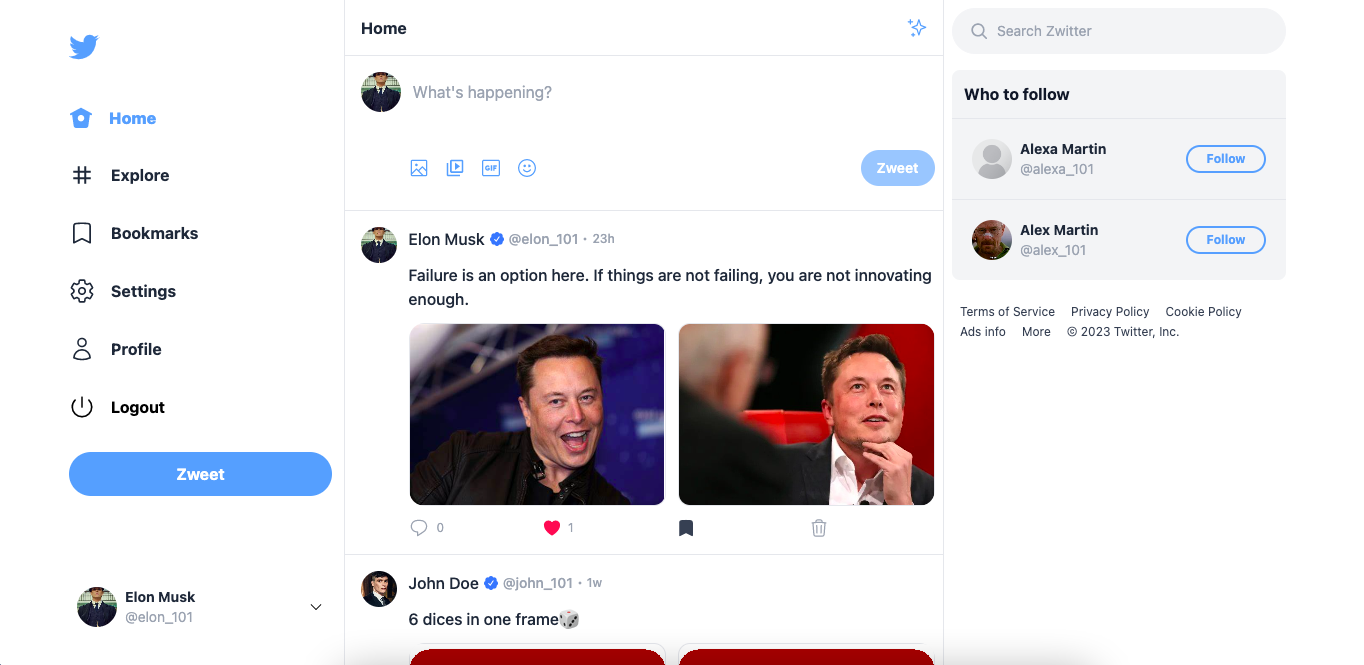 Home
Explore
Bookmarks
Settings
Profile
Logout
Zweet
Elon Musk
@elon_101
Home
What's happening?
GIF
Zweet
Elon Musk @elon_101 · 23h
Failure is an option here. If things are not failing, you are not innovating
enough.
0 1
John Doe @john_101 · 1w
6 dices in one frame🎲
Search Zwitter
Who to follow
Alexa Martin
@alexa_101
Follow
Alex Martin
@alex_101
Follow
Terms of Service Privacy Policy Cookie Policy
Ads info More © 2023 Twitter, Inc.